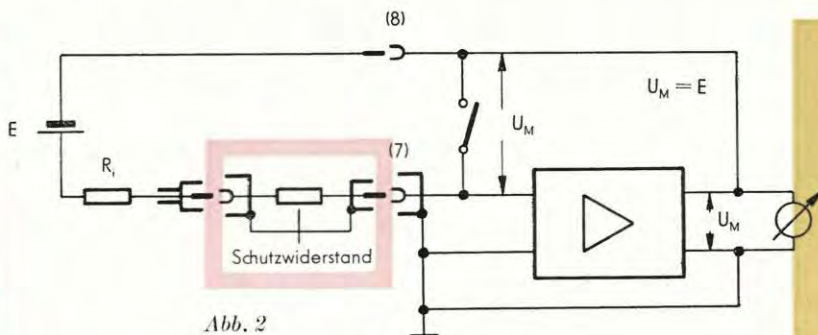 (8)
U_M = E
E
U_M
R_i
(7)
U_M
Schutzwiderstand
Abb. 2